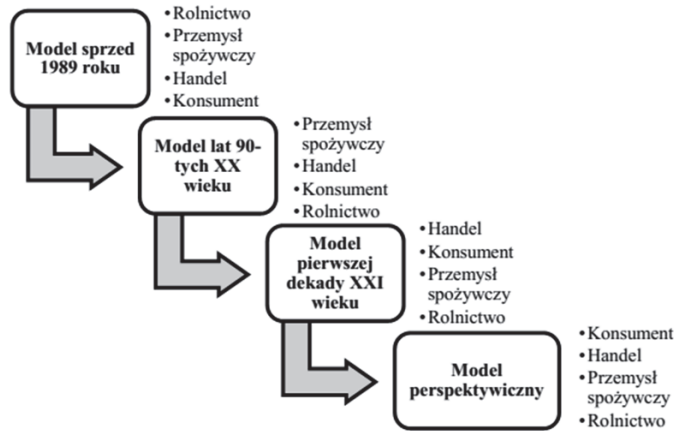 Model sprzed
1989 roku
• Rolnictwo
• Przemysł
spożywczy
• Handel
• Konsument
Model lat 90-
tych XX
wieku
• Przemysł
spożywczy
• Handel
• Konsument
• Rolnictwo
Model
pierwszej
dekady XXI
wieku
• Handel
• Konsument
• Przemysł
spożywczy
• Rolnictwo
Model
perspektywiczny
• Konsument
• Handel
• Przemysł
spożywczy
• Rolnictwo